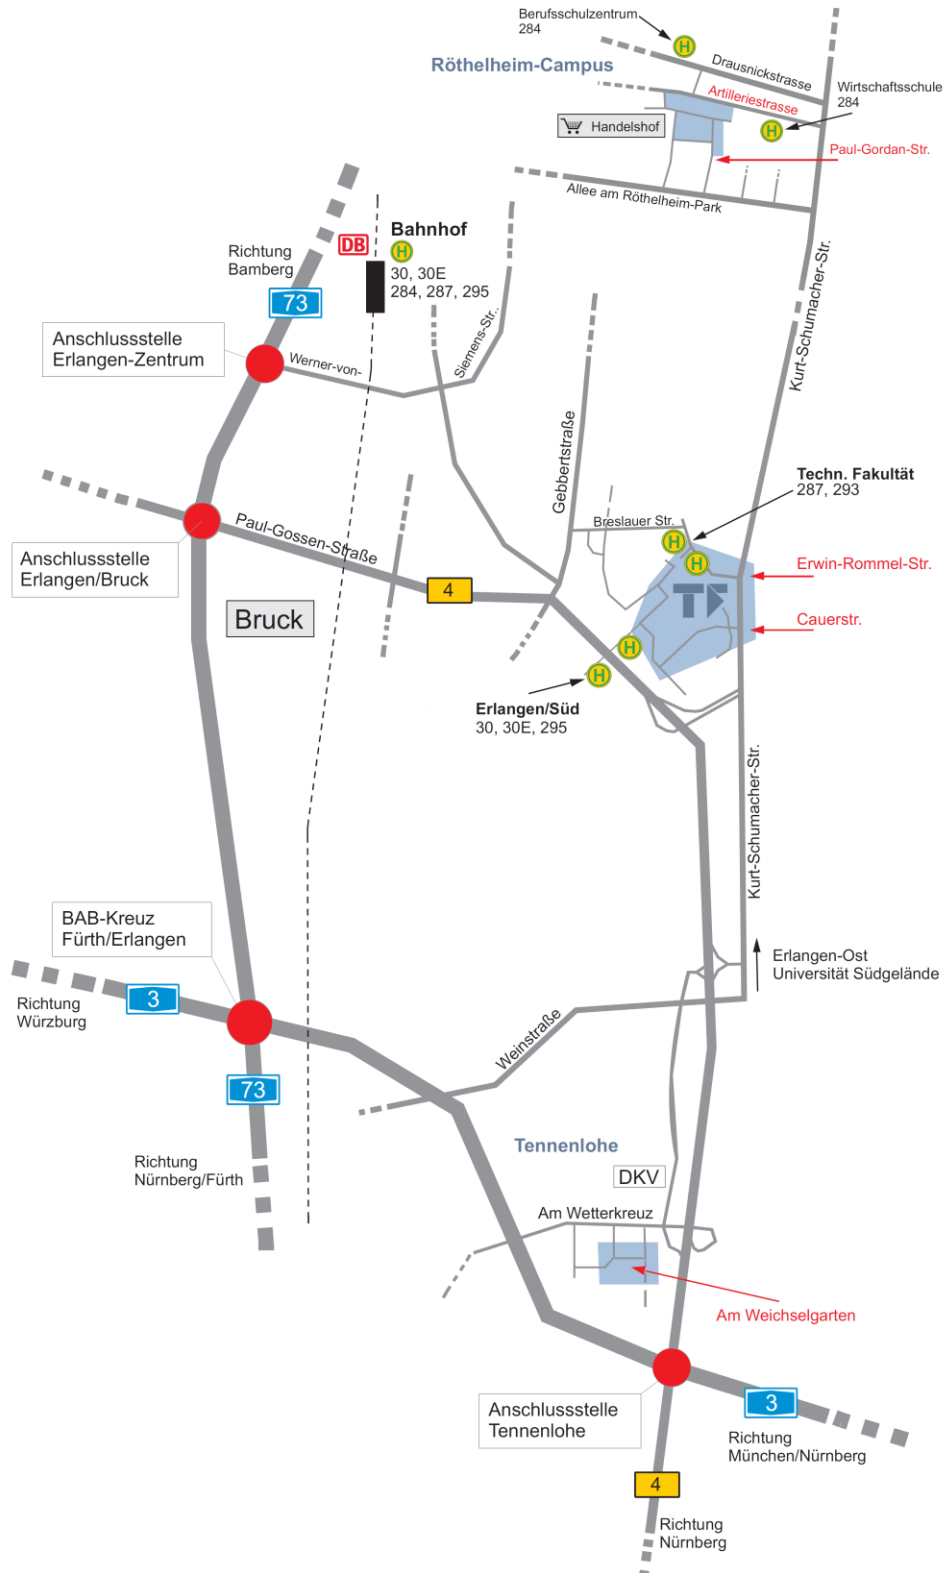 Berufsschulzentrum
284
H
Drausnickstrasse
Röthelheim-Campus
Wirtschaftsschule
284
Artilleriestrasse
H
Handelshof
Paul-Gordan-Str.
Allee am Röthelheim-Park
Kurt-Schumacher-Str.
Richtung
Bamberg
73
DB
Bahnhof
H
30, 30E
284, 287, 295
Anschlussstelle
Erlangen-Zentrum
Werner-von-
Siemens-Str..
Gebbertstraße
Techn. Fakultät
287, 293
Breslauer Str.
H
H
Erwin-Rommel-Str.
TF
Cauerstr.
Paul-Gossen-Straße
Anschlussstelle
Erlangen/Bruck
4
Bruck
H
H
Erlangen/Süd
30, 30E, 295
Kurt-Schumacher-Str.
BAB-Kreuz
Fürth/Erlangen
Erlangen-Ost
Universität Südgelände
3
Richtung
Würzburg
Weinstraße
73
Richtung
Nürnberg/Fürth
Tennenlohe
DKV
Am Wetterkreuz
Am Weichselgarten
Anschlussstelle
Tennenlohe
3
Richtung
München/Nürnberg
4
Richtung
Nürnberg